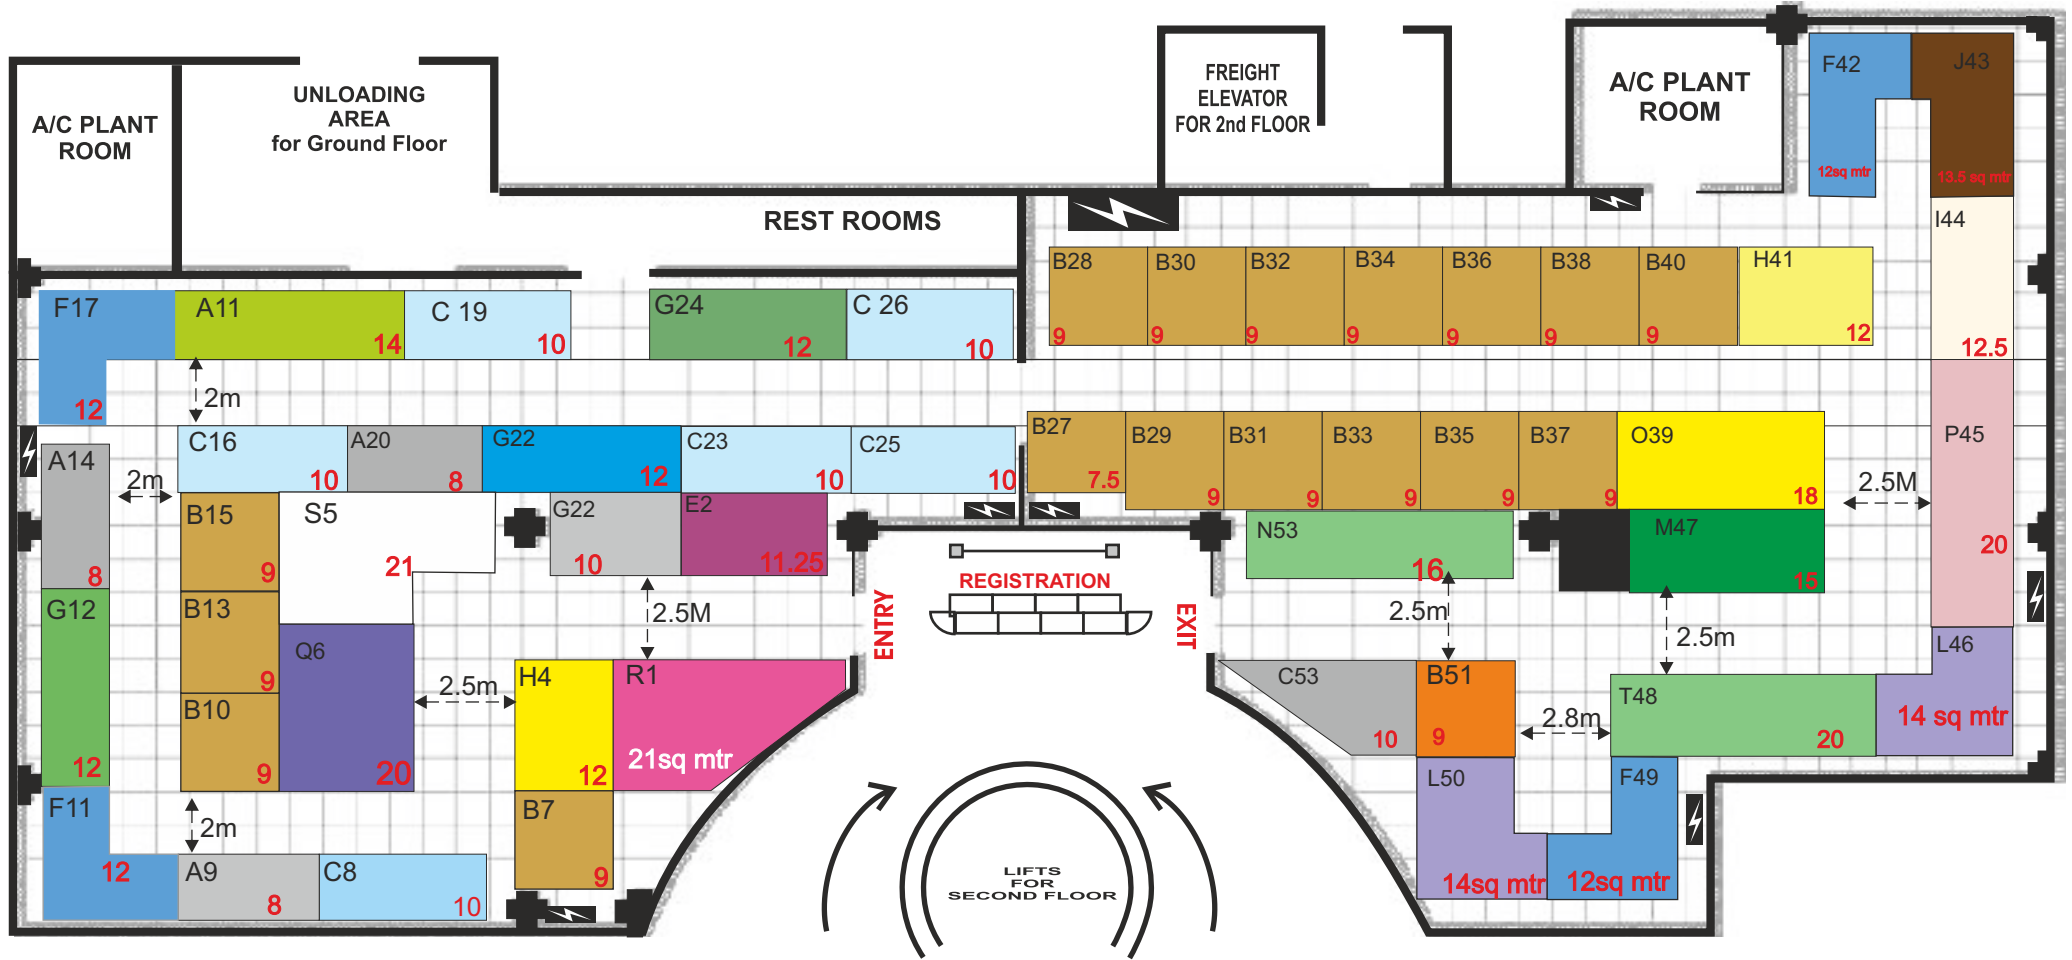 A/C PLANT
ROOM
UNLOADING
AREA
for Ground Floor
FREIGHT
ELEVATOR
FOR 2nd FLOOR
A/C PLANT
ROOM
REST ROOMS
F42
12sq mtr
J43
13.5 sq mtr
I44
12.5
F17
12
A11
14
C 19
10
G24
12
C 26
10
B28
9
B30
9
B32
9
B34
9
B36
9
B38
9
B40
9
H41
12
2m
A14
8
2m
C16
10
A20
8
G22
12
C23
10
C25
10
B27
7.5
B29
9
B31
9
B33
9
B35
9
B37
9
O39
18
2.5M
P45
20
B15
9
S5
21
G22
10
E2
11.25
N53
16
M47
15
REGISTRATION
ENTRY
EXIT
2.5M
2.5m
2.5m
G12
12
B13
9
B10
9
Q6
20
2.5m
H4
12
R1
21sq mtr
C53
10
B51
9
2.8m
T48
20
L46
14 sq mtr
F11
12
2m
A9
8
C8
10
B7
9
L50
14sq mtr
F49
12sq mtr
LIFTS
FOR
SECOND FLOOR